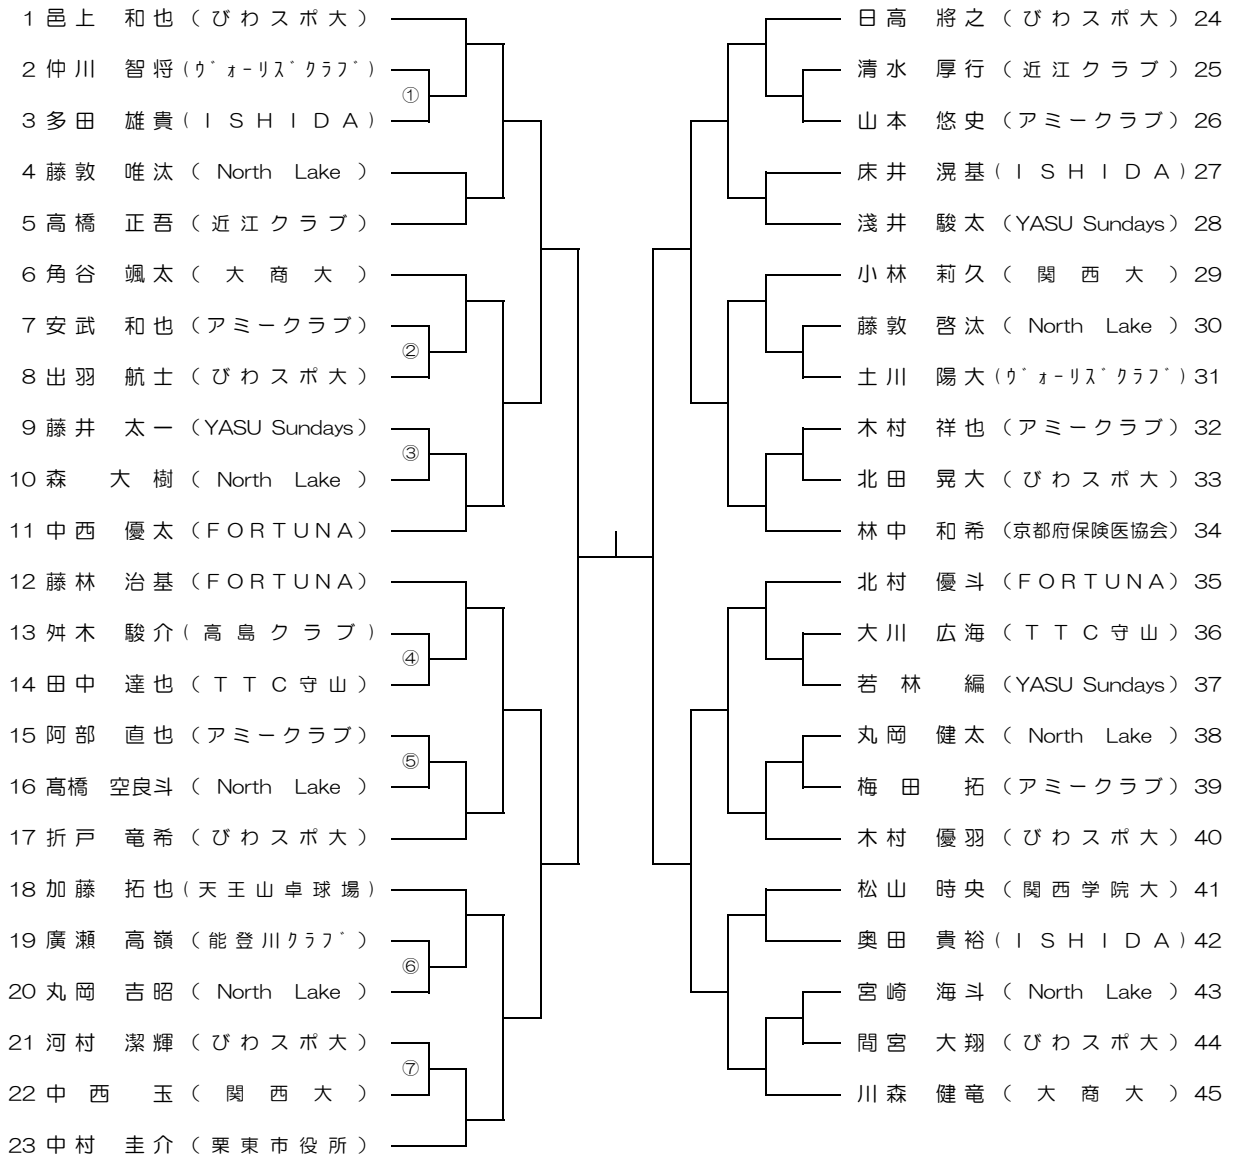 1 邑上 和也 (びわスポ大)
2 仲川 智将 (ヴォーリズクラブ)
①
3 多田 雄貴 (ISHIDA)
4 藤敦 唯汰 (North Lake)
5 高橋 正吾 (近江クラブ)
6 角谷 颯太 (大商大)
7 安武 和也 (アミークラブ)
②
8 出羽 航士 (びわスポ大)
9 藤井 太一 (YASU Sundays)
③
10 森 大樹 (North Lake)
11 中西 優太 (FORTUNA)
12 藤林 治基 (FORTUNA)
13 舛木 駿介 (高島クラブ)
④
14 田中 達也 (TTC守山)
15 阿部 直也 (アミークラブ)
⑤
16 髙橋 空良斗 (North Lake)
17 折戸 竜希 (びわスポ大)
18 加藤 拓也 (天王山卓球場)
19 廣瀬 高嶺 (能登川クラブ)
⑥
20 丸岡 吉昭 (North Lake)
21 河村 潔輝 (びわスポ大)
⑦
22 中西 玉 (関西大)
23 中村 圭介 (栗東市役所)
日高 將之 (びわスポ大) 24
清水 厚行 (近江クラブ) 25
山本 悠史 (アミークラブ) 26
床井 滉基 (ISHIDA) 27
淺井 駿太 (YASU Sundays) 28
小林 莉久 (関西大) 29
藤敦 啓汰 (North Lake) 30
土川 陽大 (ヴォーリズクラブ) 31
木村 祥也 (アミークラブ) 32
北田 晃大 (びわスポ大) 33
林中 和希 (京都府保険医協会) 34
北村 優斗 (FORTUNA) 35
大川 広海 (TTC守山) 36
若林 編 (YASU Sundays) 37
丸岡 健太 (North Lake) 38
梅田 拓 (アミークラブ) 39
木村 優羽 (びわスポ大) 40
松山 時央 (関西学院大) 41
奥田 貴裕 (ISHIDA) 42
宮崎 海斗 (North Lake) 43
間宮 大翔 (びわスポ大) 44
川森 健竜 (大商大) 45